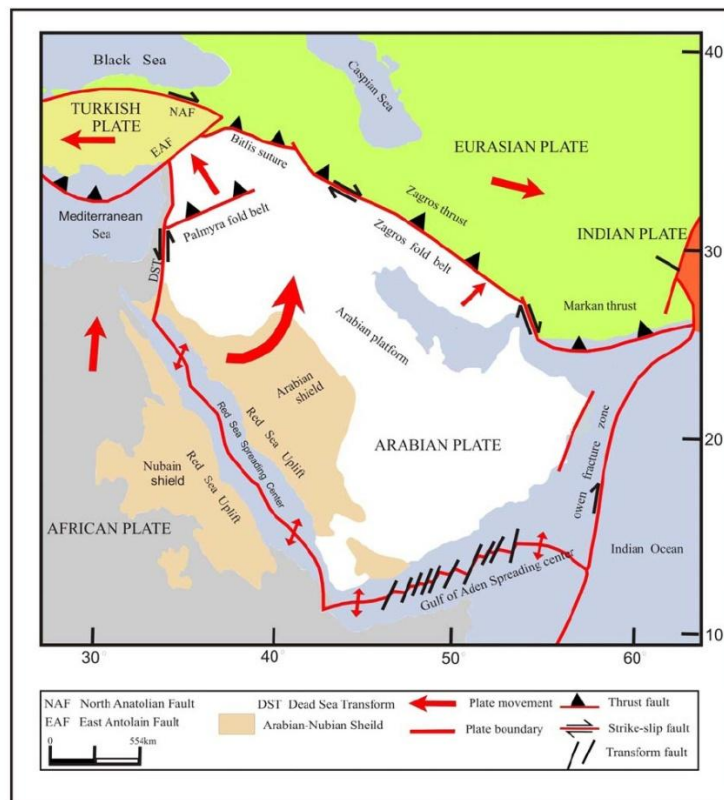 Black Sea
Caspian Sea
40
TURKISH
PLATE
NAF
EAF
Bitlis suture
EURASIAN PLATE
Zagros thrust
Mediterranean
Sea
Palmyra fold belt
Zagros fold belt
INDIAN PLATE
DST
30
Markan thrust
Arabian platform
Arabian
shield
Red Sea Uplift
Red Sea Spreading Center
ARABIAN PLATE
owen fracture zone
20
Nubain
shield
Red Sea Uplift
AFRICAN PLATE
Indian Ocean
Gulf of Aden Spreading center
10
30° 40° 50° 60°
NAF North Anatolian Fault
EAF East Antolain Fault
0 554km
DST Dead Sea Transform
Arabian-Nubian Sheild
Plate movement
Plate boundary
Thrust fault
Strike-slip fault
Transform fault